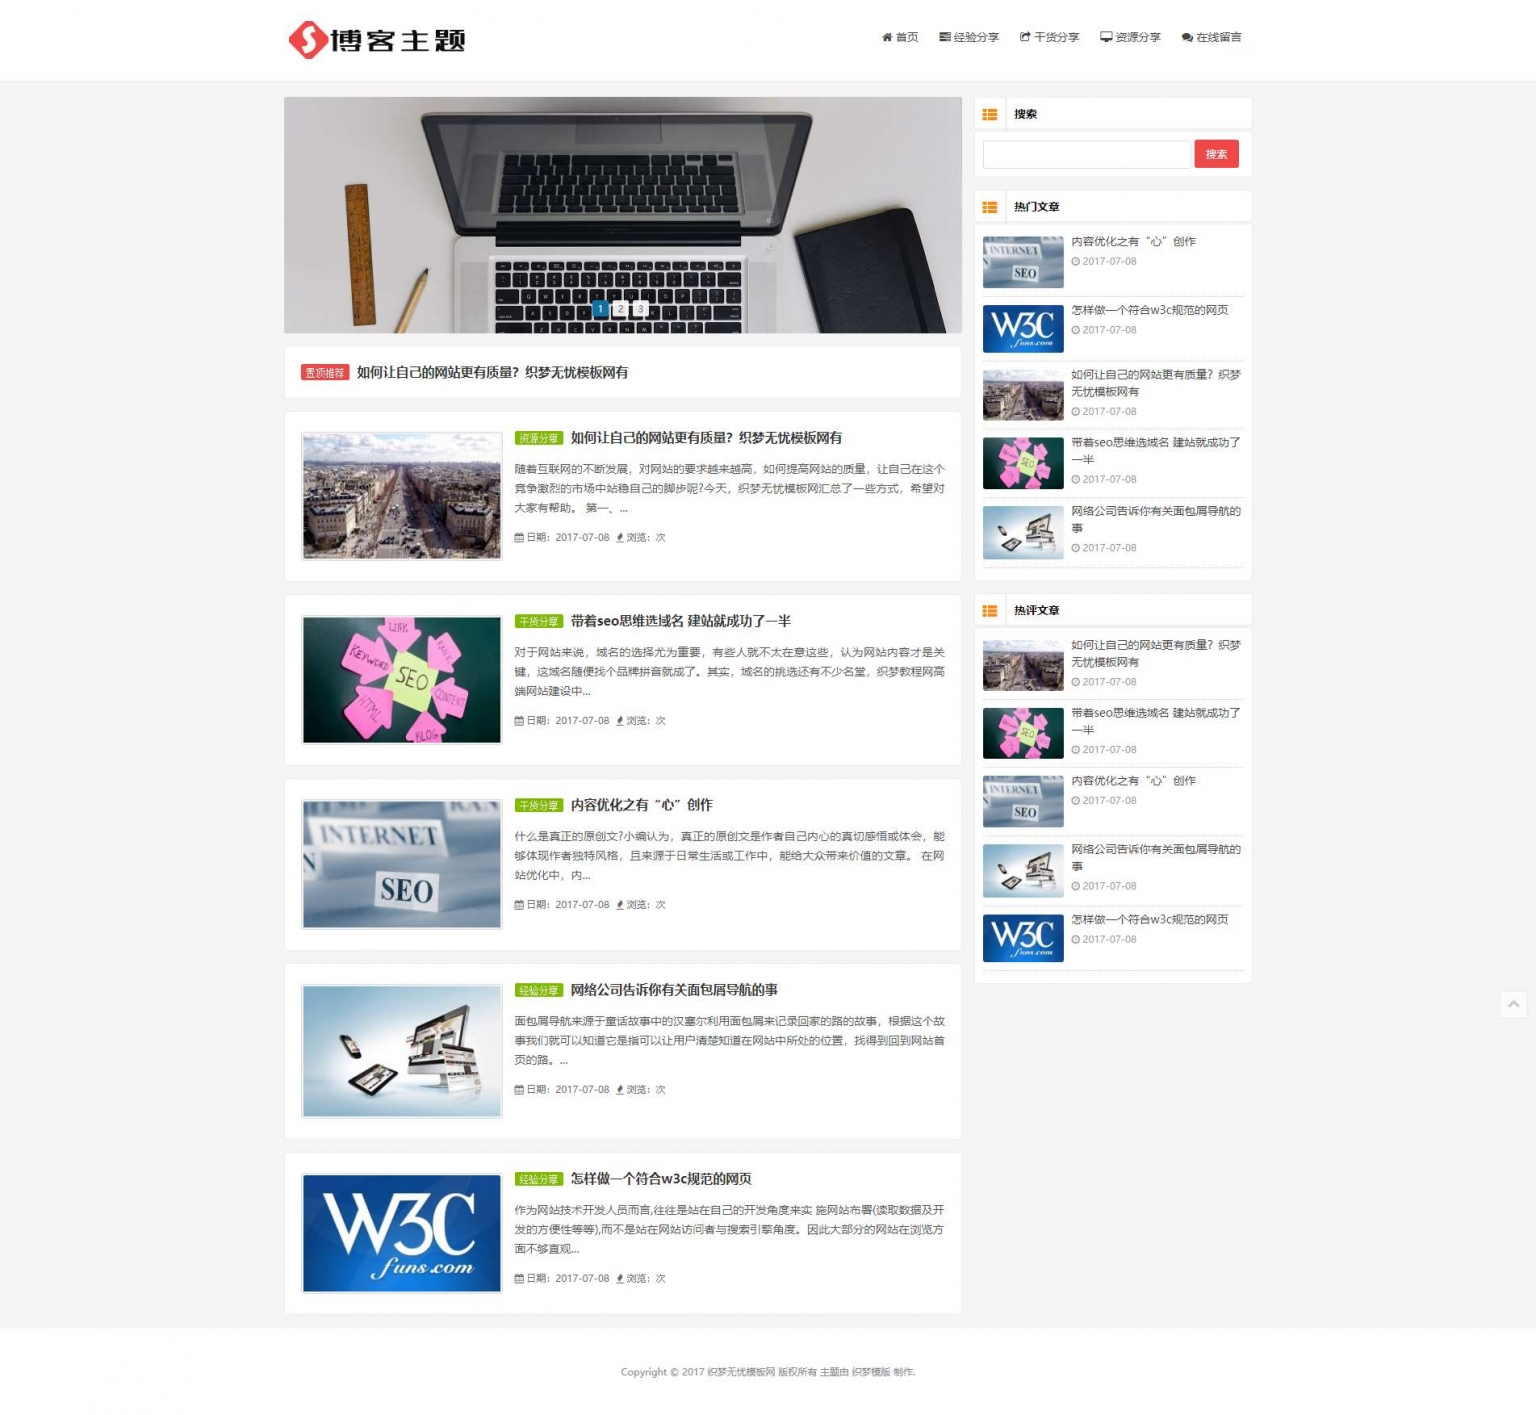 博客主题
首页 经验分享 干货分享 资源分享 在线留言
1 2 3
置顶推荐 如何让自己的网站更有质量？织梦无忧模板网有
资源分享 如何让自己的网站更有质量？织梦无忧模板网有
随着互联网的不断发展，对网站的要求越来越高，如何提高网站的质量，让自己在这个
竞争激烈的市场中站稳自己的脚步呢?今天，织梦无忧模板网汇总了一些方式，希望对
大家有帮助。 第一、...
日期：2017-07-08 浏览：次
LINK
RANK
KEYWORD
SEO
CONTENT
HTML
BLOG
干货分享 带着seo思维选域名 建站就成功了一半
对于网站来说，域名的选择尤为重要，有些人就不太在意这些，认为网站内容才是关
键，这域名随便找个品牌拼音就成了。其实，域名的挑选还有不少名堂，织梦教程网高
端网站建设中...
日期：2017-07-08 浏览：次
INTERNET
SEO
干货分享 内容优化之有“心”创作
什么是真正的原创文?小编认为，真正的原创文是作者自己内心的真切感悟或体会，能
够体现作者独特风格，且来源于日常生活或工作中，能给大众带来价值的文章。 在网
站优化中，内...
日期：2017-07-08 浏览：次
经验分享 网络公司告诉你有关面包屑导航的事
面包屑导航来源于童话故事中的汉塞尔利用面包屑来记录回家的路的故事，根据这个故
事我们就可以知道它是指可以让用户清楚知道在网站中所处的位置，找得到回到网站首
页的路。...
日期：2017-07-08 浏览：次
W3C
funs.com
经验分享 怎样做一个符合w3c规范的网页
作为网站技术开发人员而言,往往是站在自己的开发角度来实 施网站布署(读取数据及开
发的方便性等等),而不是站在网站访问者与搜索引擎角度。因此大部分的网站在浏览方
面不够直观...
日期：2017-07-08 浏览：次
搜索
搜索
热门文章
INTERNET
SEO
内容优化之有“心”创作
2017-07-08
W3C
funs.com
怎样做一个符合w3c规范的网页
2017-07-08
如何让自己的网站更有质量？织梦
无忧模板网有
2017-07-08
SEO
带着seo思维选域名 建站就成功了
一半
2017-07-08
网络公司告诉你有关面包屑导航的
事
2017-07-08
热评文章
如何让自己的网站更有质量？织梦
无忧模板网有
2017-07-08
SEO
带着seo思维选域名 建站就成功了
一半
2017-07-08
INTERNET
SEO
内容优化之有“心”创作
2017-07-08
网络公司告诉你有关面包屑导航的
事
2017-07-08
W3C
funs.com
怎样做一个符合w3c规范的网页
2017-07-08
Copyright © 2017 织梦无忧模板网 版权所有 主题由 织梦模版 制作.